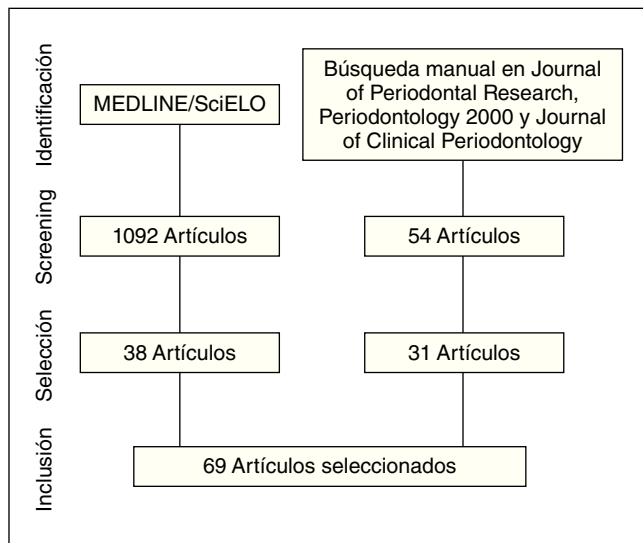 Identificación
MEDLINE/SciELO
Búsqueda manual en Journal
of Periodontal Research,
Periodontology 2000 y Journal
of Clinical Periodontology
Screening
1092 Artículos
54 Artículos
Selección
38 Artículos
31 Artículos
Inclusión
69 Artículos seleccionados